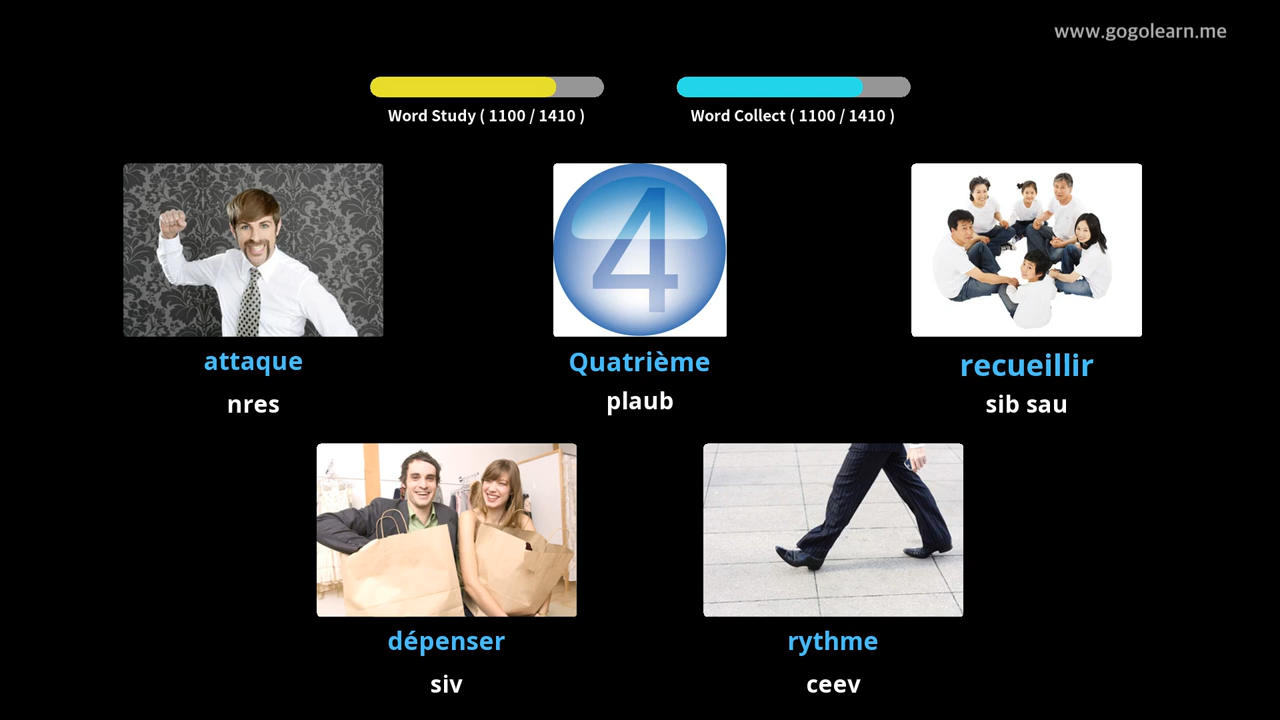 www.gogolearn.me
Word Study ( 1100 / 1410 )
Word Collect ( 1100 / 1410 )
4
attaque
nres
Quatrième
plaub
recueillir
sib sau
dépenser
siv
rythme
ceev